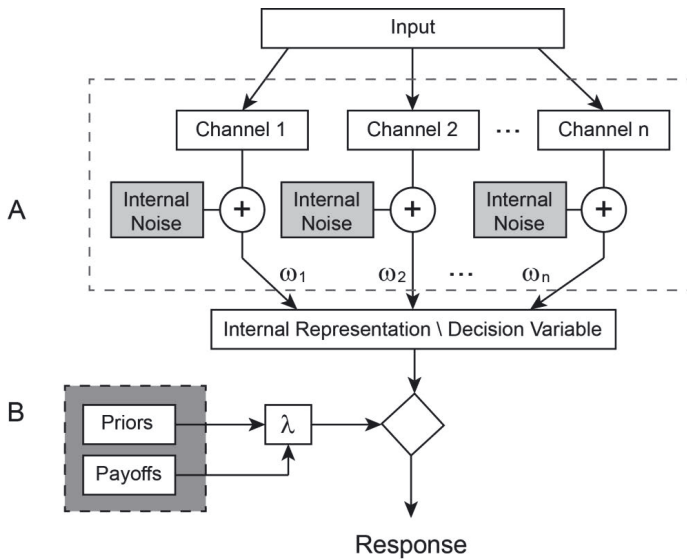 Input
Channel 1
Channel 2
...
Channel n
A
Internal
Noise
+
Internal
Noise
+
Internal
Noise
+
ω1
ω2
...
ωn
Internal Representation \ Decision Variable
B
Priors
λ
Payoffs
Response